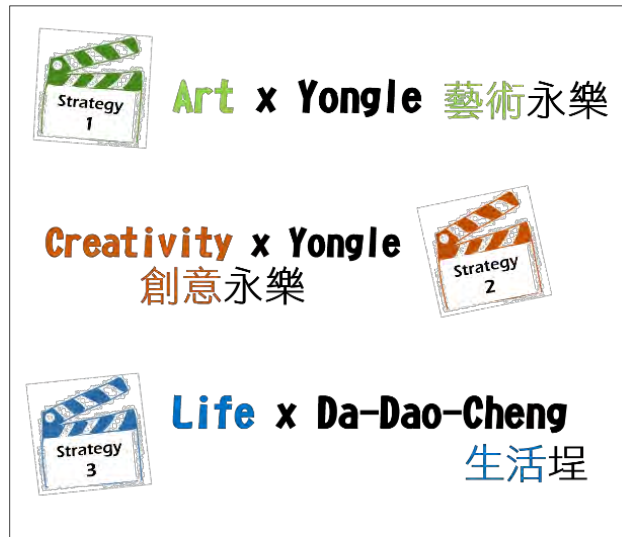 Strategy
1
Art x Yongle 藝術永樂
Creativity x Yongle
創意永樂
Strategy
2
Strategy
3
Life x Da-Dao-Cheng
生活埕